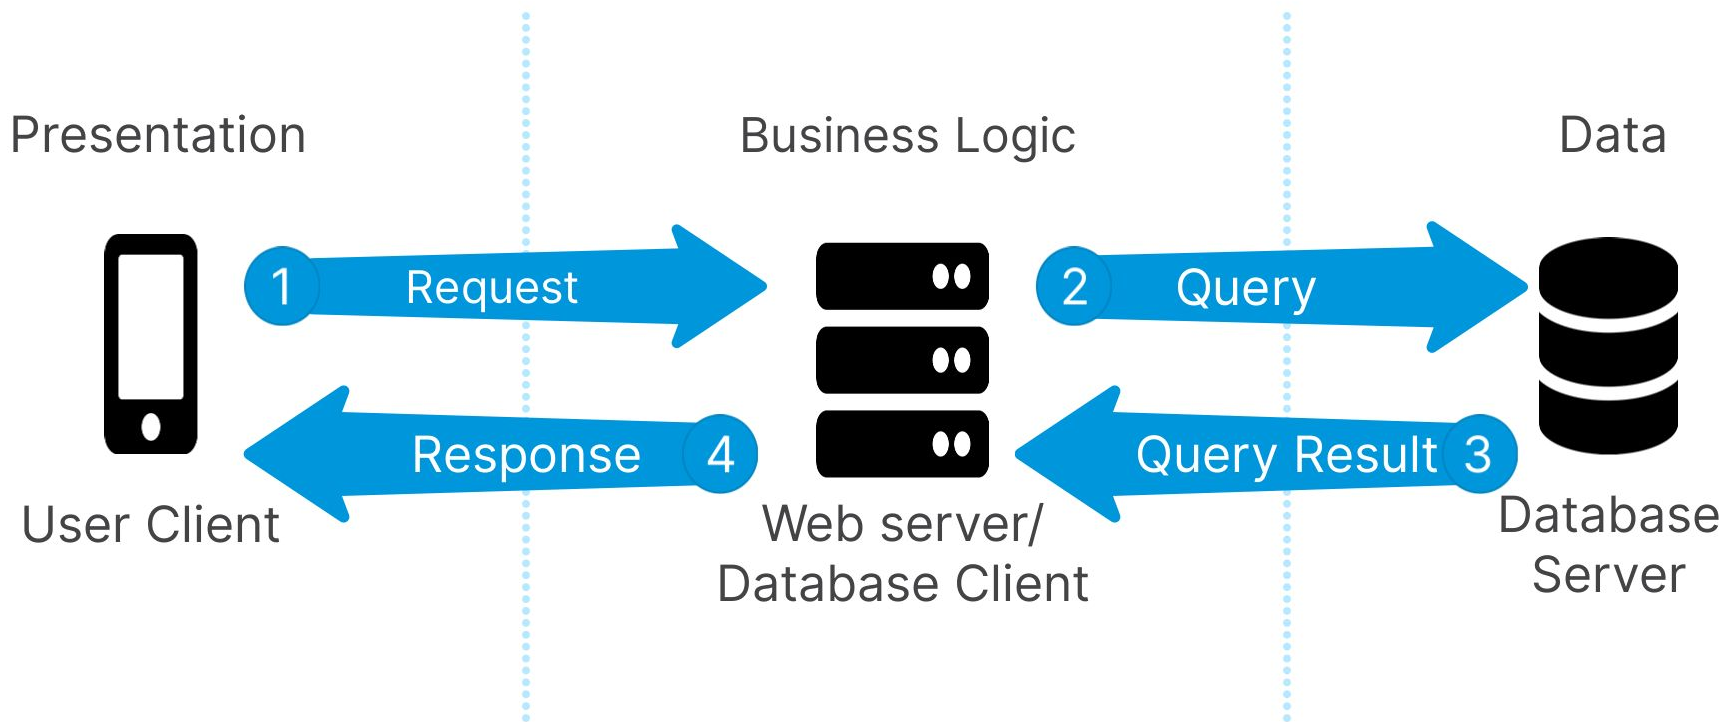 Presentation
Business Logic
Data
1 Request
2 Query
Response 4
Query Result 3
User Client
Web server/
Database Client
Database
Server